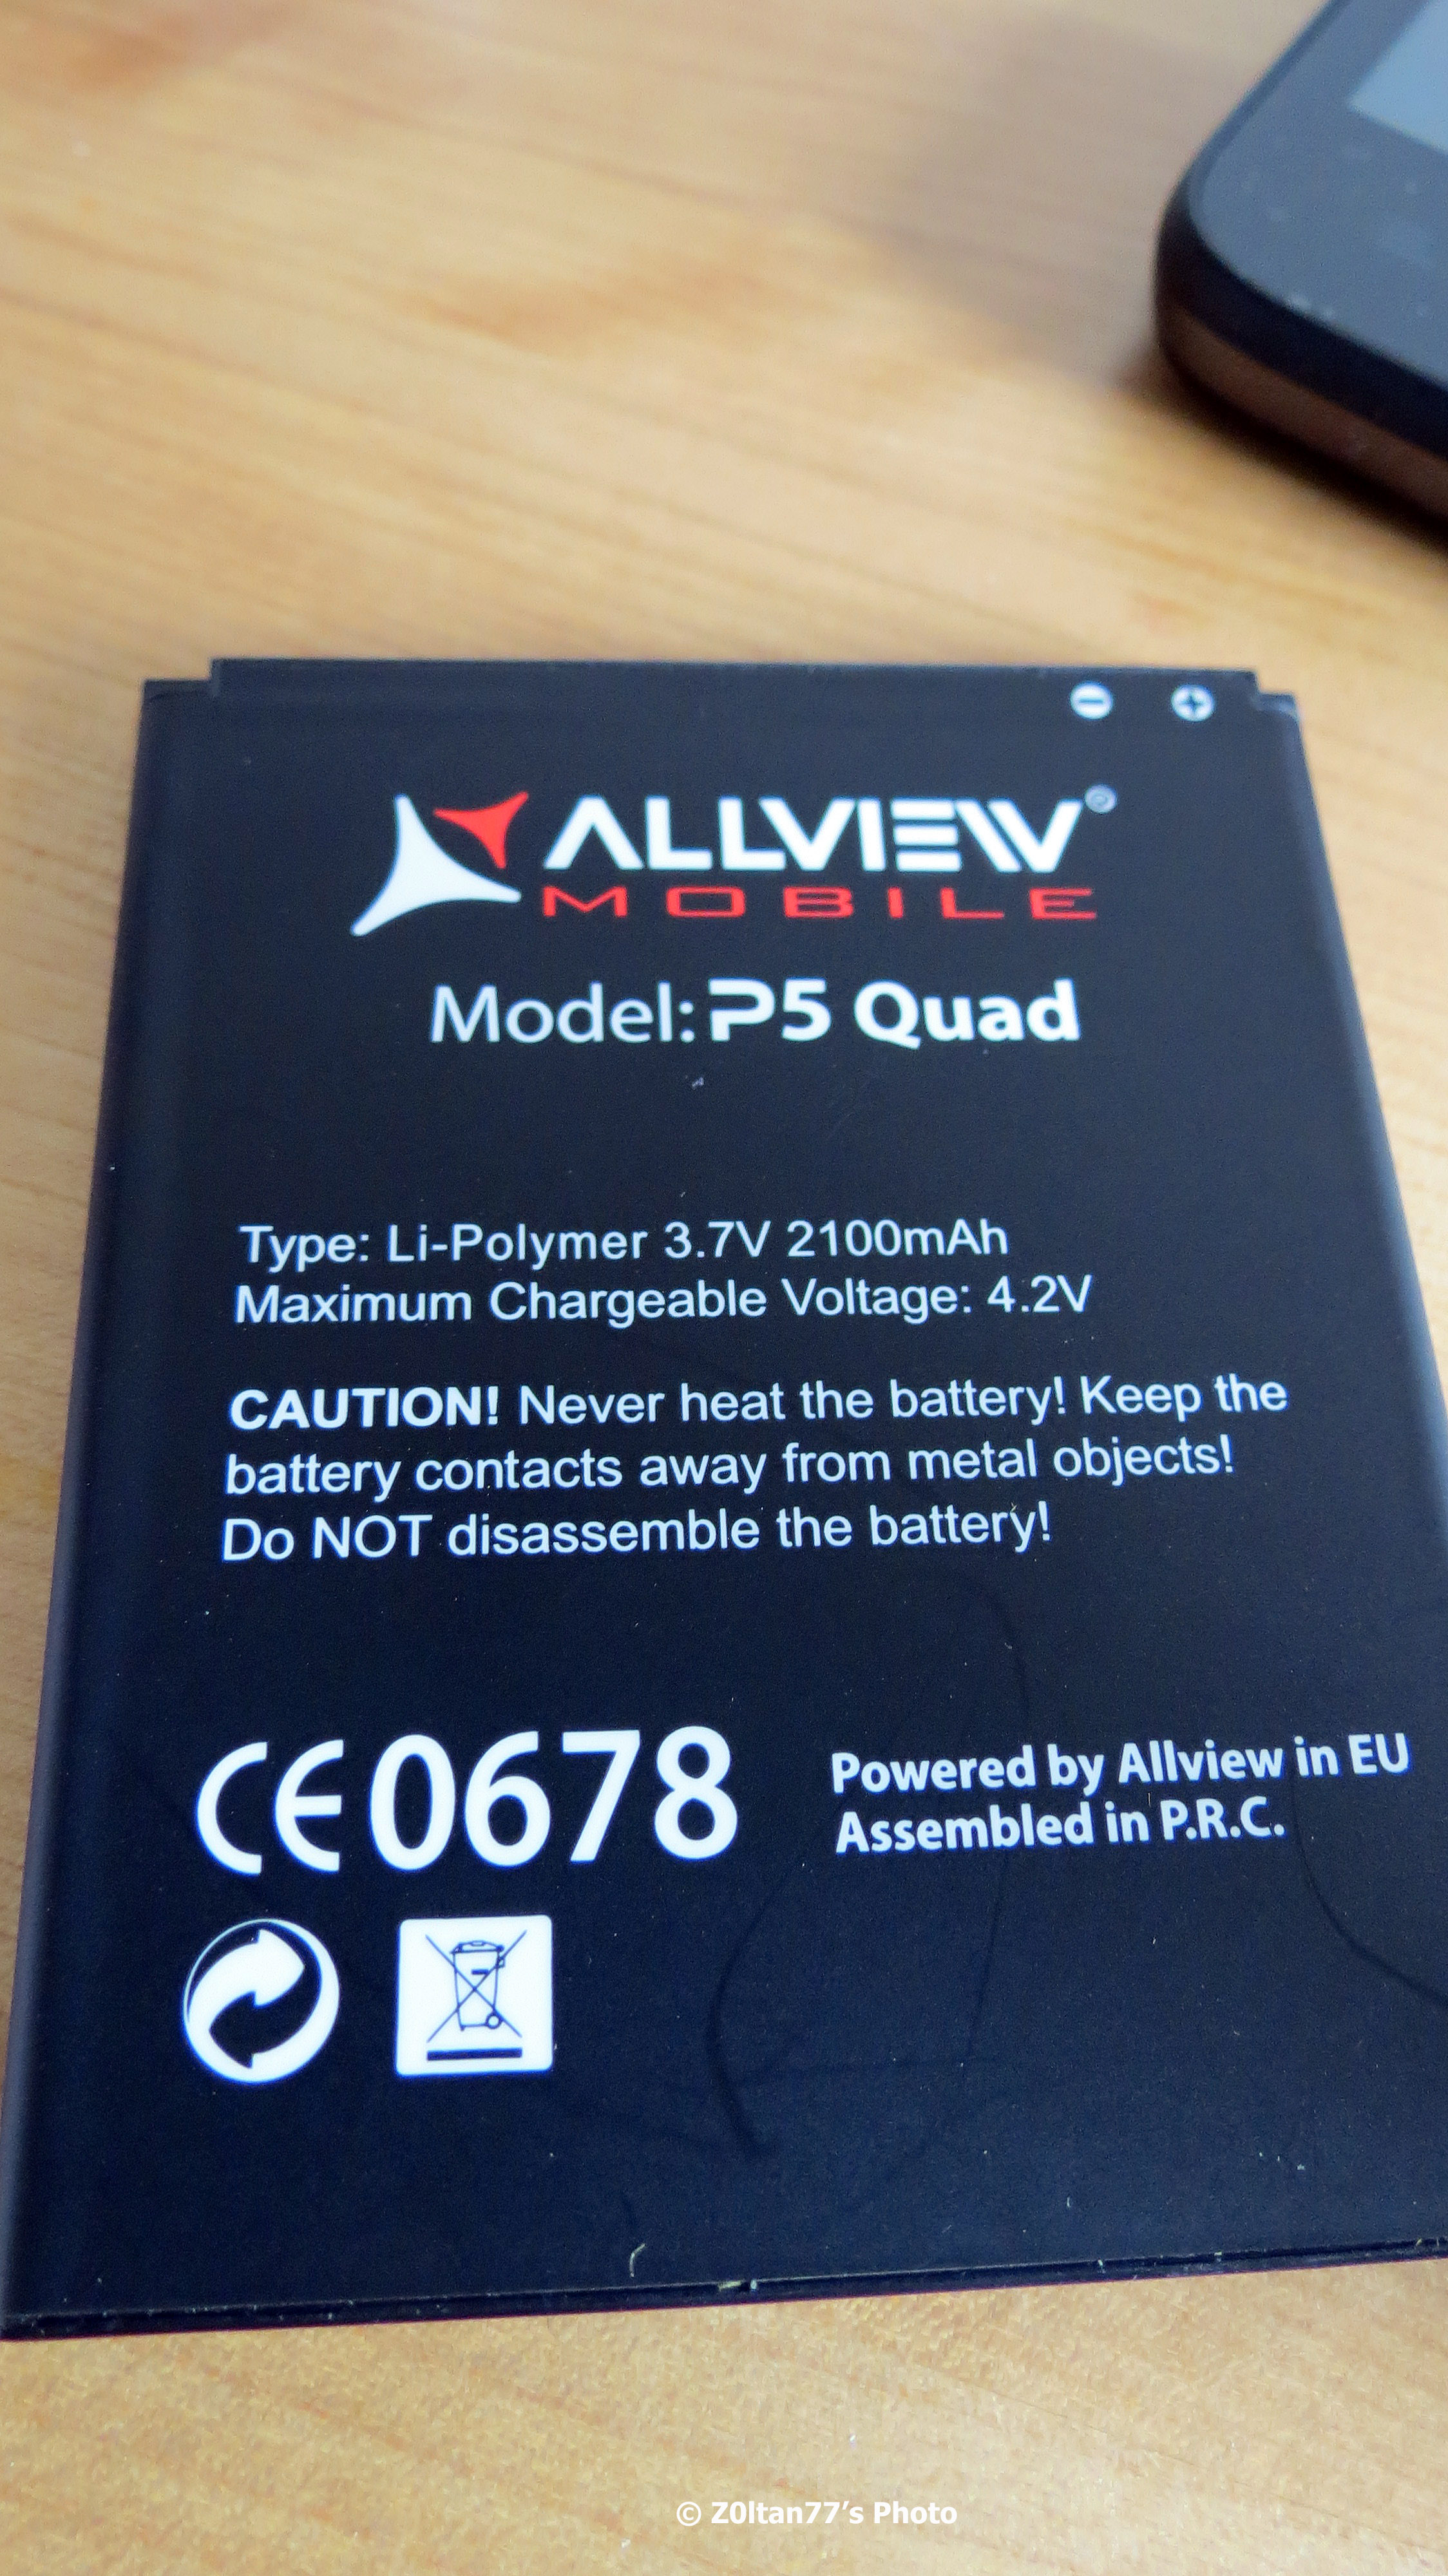 ALLVIEW®
MOBILE
Model: P5 Quad
Type: Li-Polymer 3.7V 2100mAh
Maximum Chargeable Voltage: 4.2V
CAUTION! Never heat the battery! Keep the
battery contacts away from metal objects!
Do NOT disassemble the battery!
CE0678
Powered by Allview in EU
Assembled in P.R.C.
© Z0ltan77's Photo